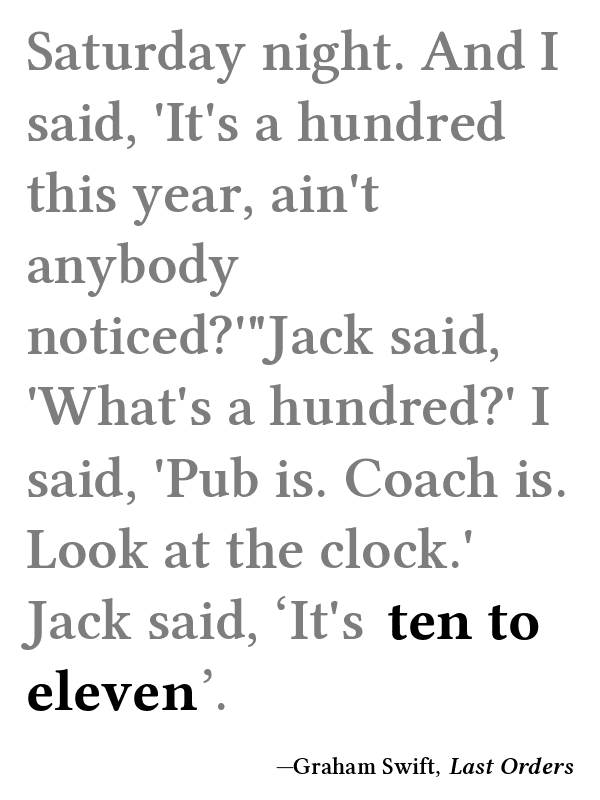 Saturday night. And I
said, 'It's a hundred
this year, ain't
anybody
noticed?'"Jack said,
'What's a hundred?' I
said, 'Pub is. Coach is.
Look at the clock.'
Jack said, ‘It's ten to
eleven’.
—Graham Swift, Last Orders